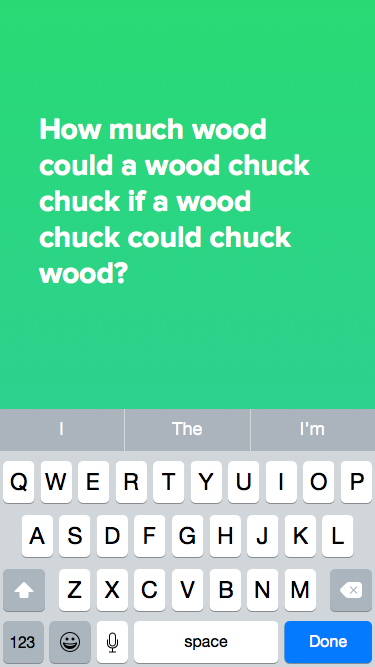 How much wood
could a wood chuck
chuck if a wood
chuck could chuck
wood?
I The I'm
Q W E R T Y U I O P
A S D F G H J K L
Z X C V B N M
123 space Done